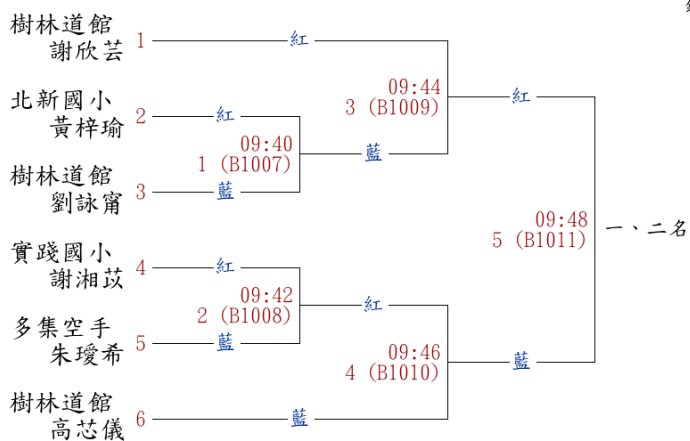 樹林道館
謝欣芸 1
紅
09:44
3 (B1009)
紅
北新國小
黃梓瑜 2
紅
09:40
1 (B1007)
藍
樹林道館
劉詠甯 3
藍
09:48
5 (B1011)
一、二名
實踐國小
謝湘苡 4
紅
09:42
2 (B1008)
紅
多集空手
朱璦希 5
藍
09:46
4 (B1010)
藍
樹林道館
高芯儀 6
藍